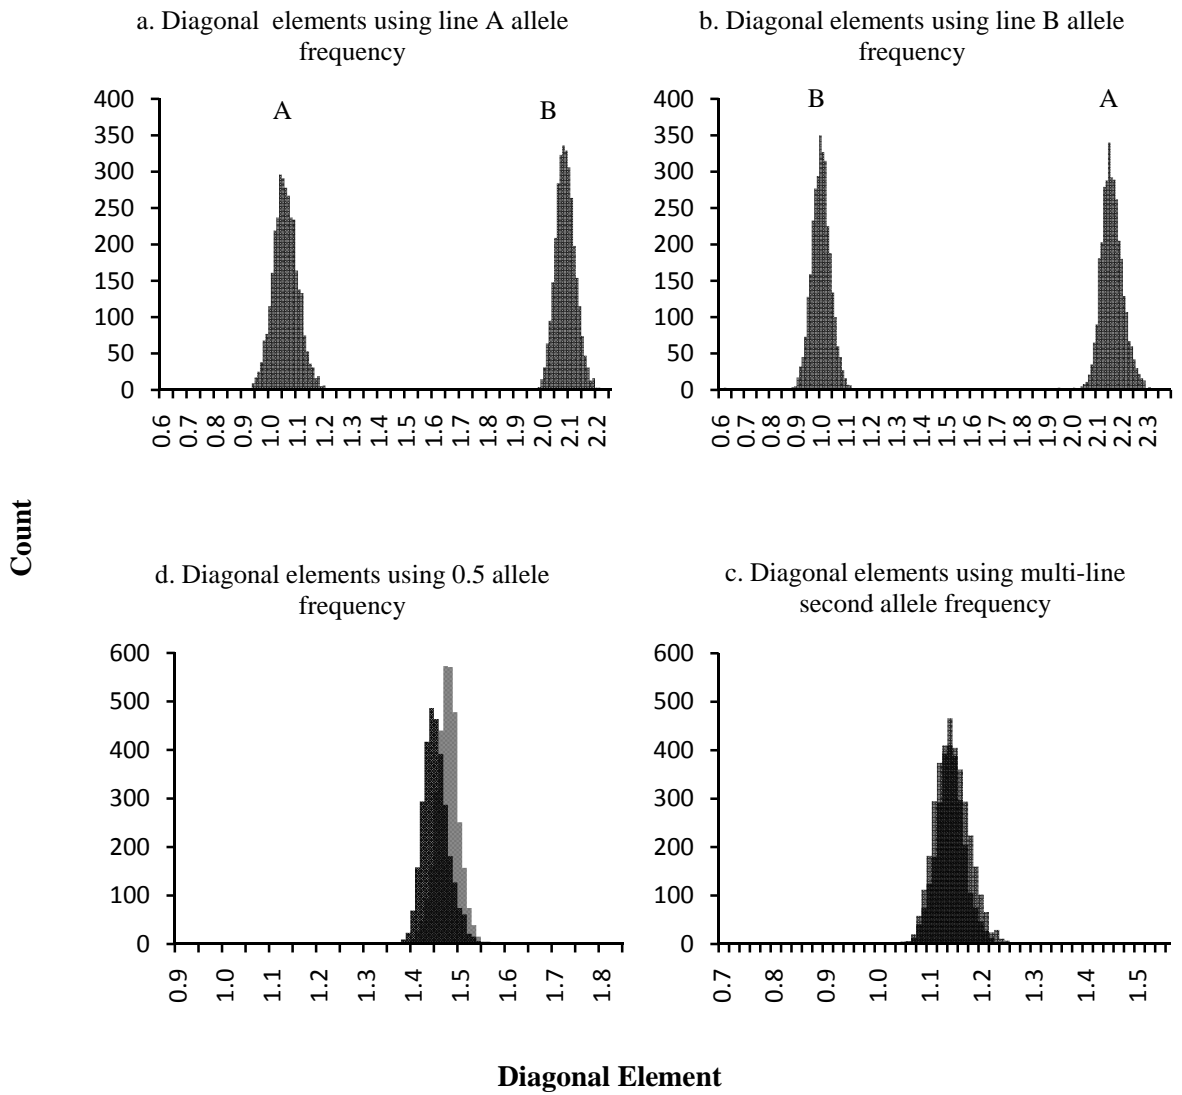 a. Diagonal elements using line A allele
frequency
A
B
400
350
300
250
200
150
100
50
0
0.6 0.7 0.8 0.9 1.0 1.1 1.2 1.3 1.4 1.5 1.6 1.7 1.8 1.9 2.0 2.1 2.2
b. Diagonal elements using line B allele
frequency
B
A
400
350
300
250
200
150
100
50
0
0.6 0.7 0.8 0.9 1.0 1.1 1.2 1.3 1.4 1.5 1.6 1.7 1.8 1.9 2.0 2.1 2.2 2.3
Count
d. Diagonal elements using 0.5 allele
frequency
600
500
400
300
200
100
0
0.9 1.0 1.1 1.2 1.3 1.4 1.5 1.6 1.7 1.8
c. Diagonal elements using multi-line
second allele frequency
600
500
400
300
200
100
0
0.7 0.8 0.9 1.0 1.1 1.2 1.3 1.4 1.5
Diagonal Element